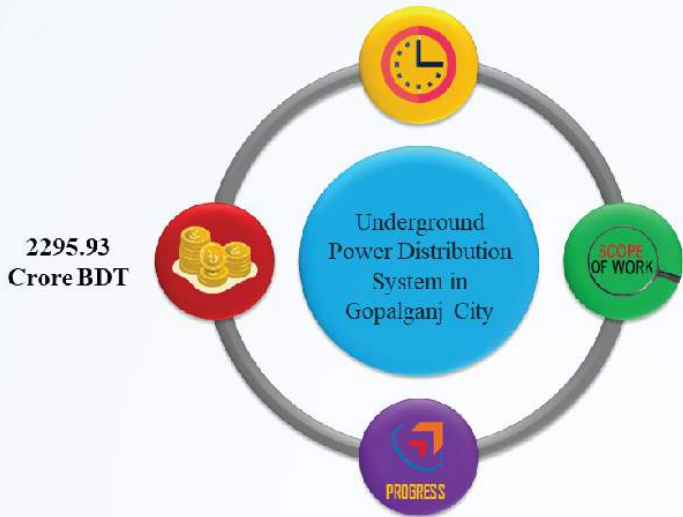 2295.93
Crore BDT
Underground
Power Distribution
System in
Gopalganj City
SCOPE
OF WORK
PROGRESS